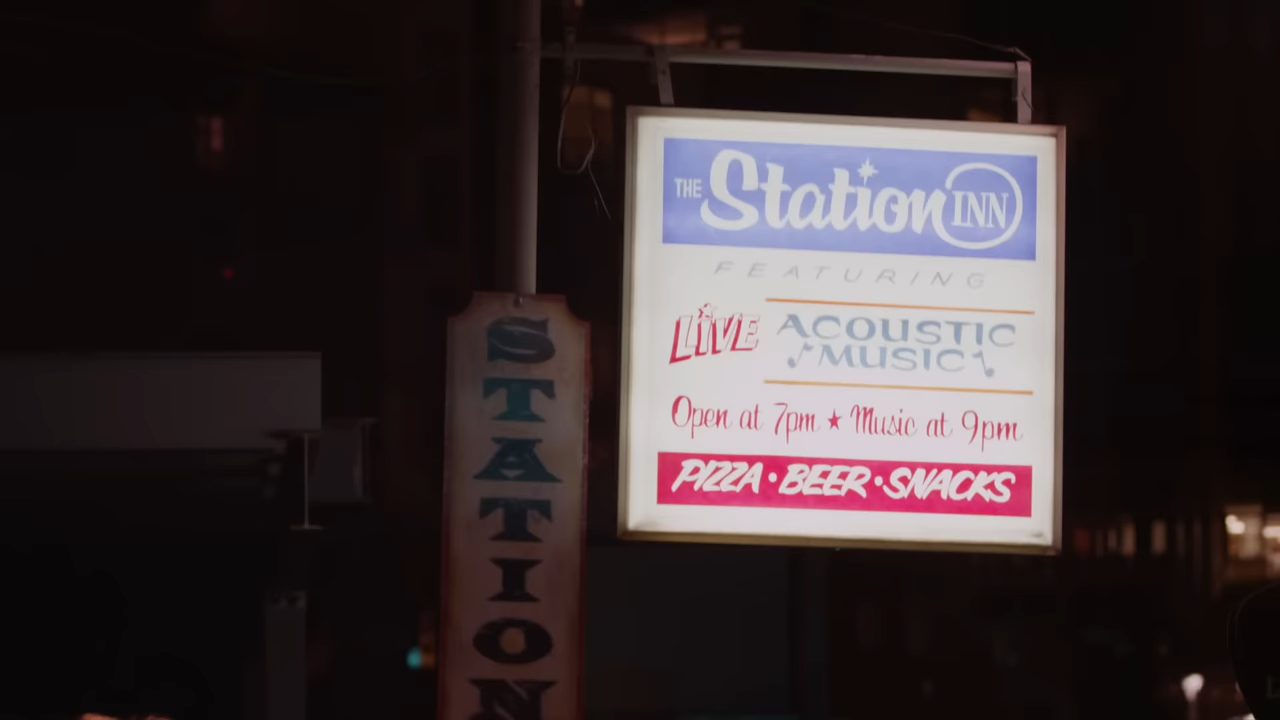 THE Station INN
FEATURING
LIVE ACOUSTIC
MUSIC
Open at 7pm ★ Music at 9pm
PIZZA • BEER • SNACKS
STATION